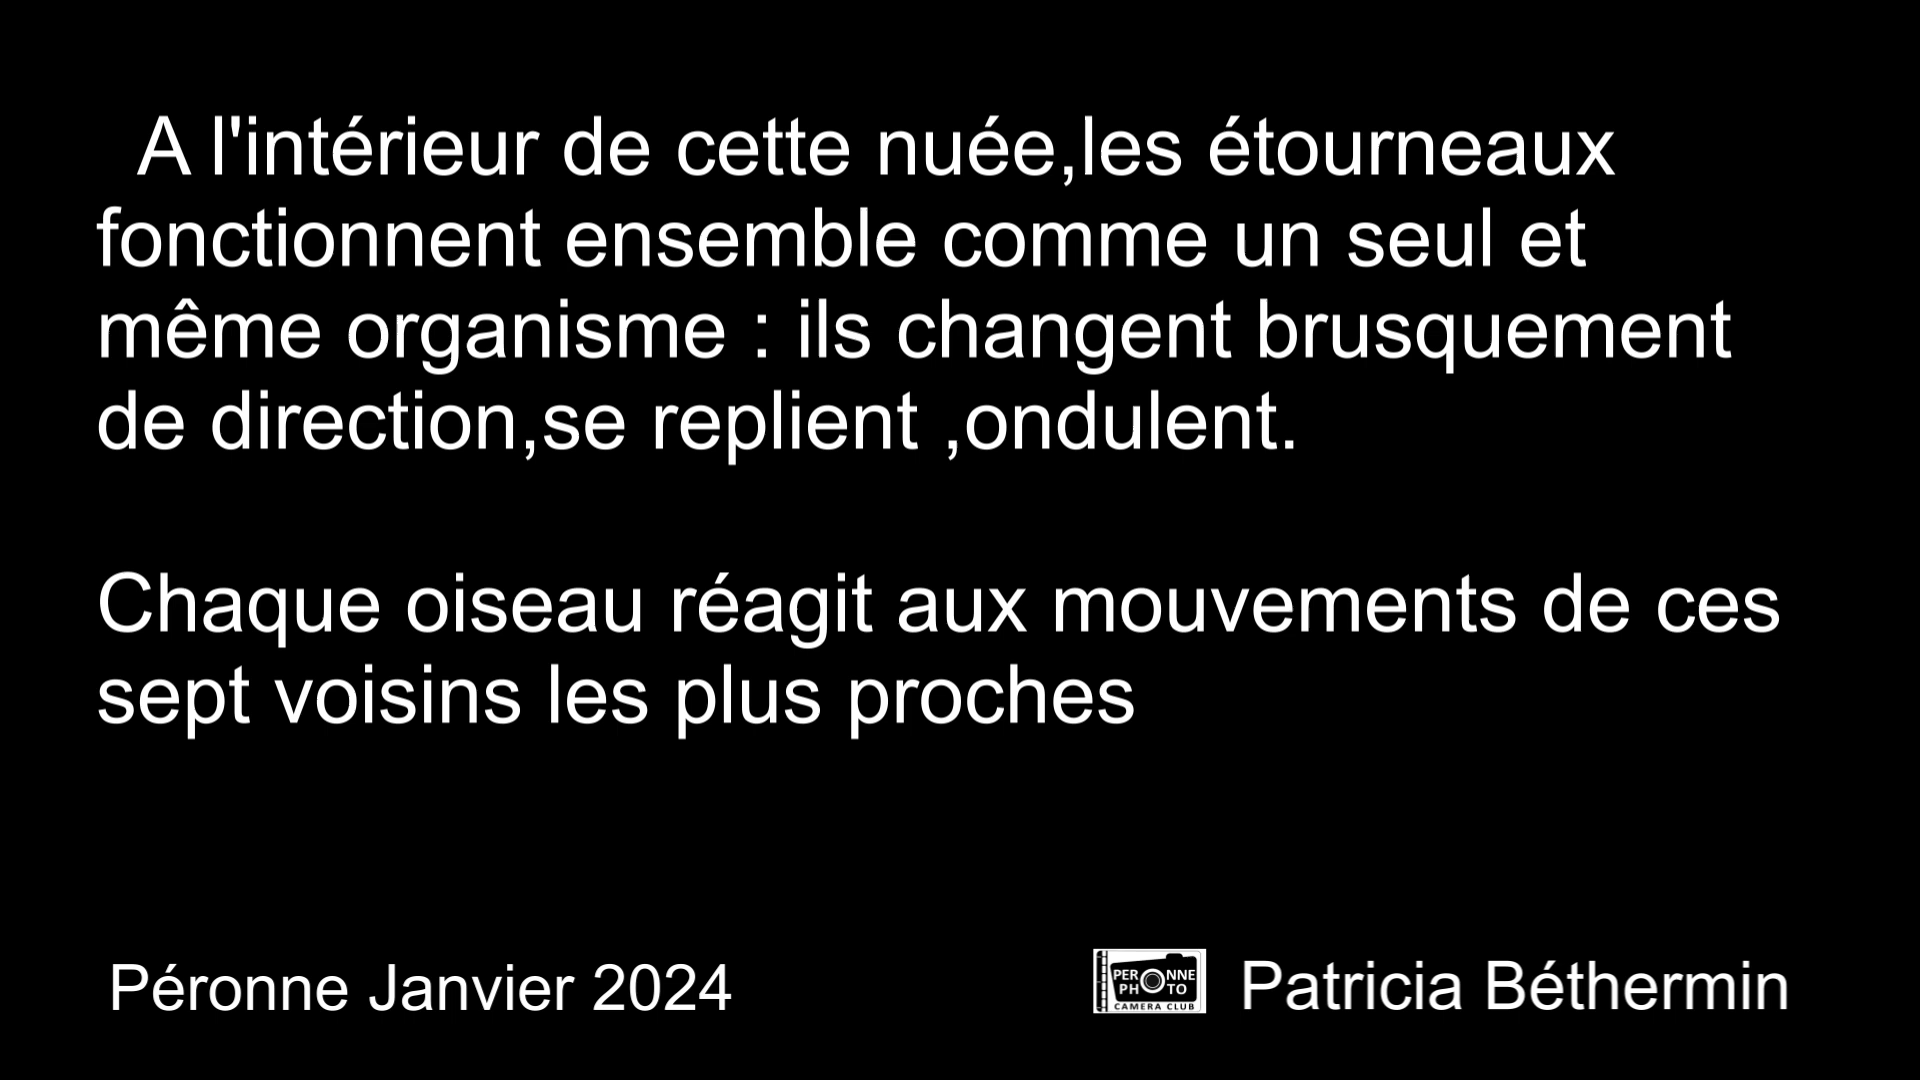 A l'intérieur de cette nuée,les étourneaux
fonctionnent ensemble comme un seul et
même organisme : ils changent brusquement
de direction,se replient ,ondulent.
Chaque oiseau réagit aux mouvements de ces
sept voisins les plus proches
Péronne Janvier 2024
PERONNE
PHOTO
CAMERA CLUB
Patricia Béthermin